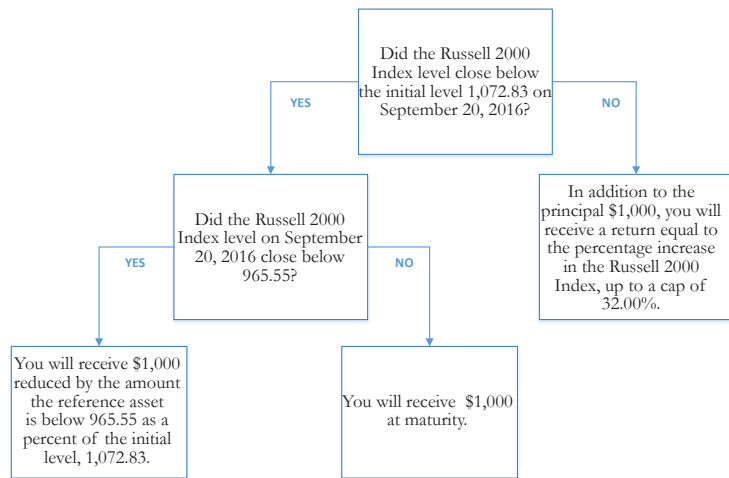 Did the Russell 2000
Index level close below
the initial level 1,072.83 on
September 20, 2016?
YES
NO
Did the Russell 2000
Index level on September
20, 2016 close below
965.55?
In addition to the
principal $1,000, you will
receive a return equal to
the percentage increase
in the Russell 2000
Index, up to a cap of
32.00%.
YES
NO
You will receive $1,000
reduced by the amount
the reference asset
is below 965.55 as a
percent of the initial
level, 1,072.83.
You will receive $1,000
at maturity.